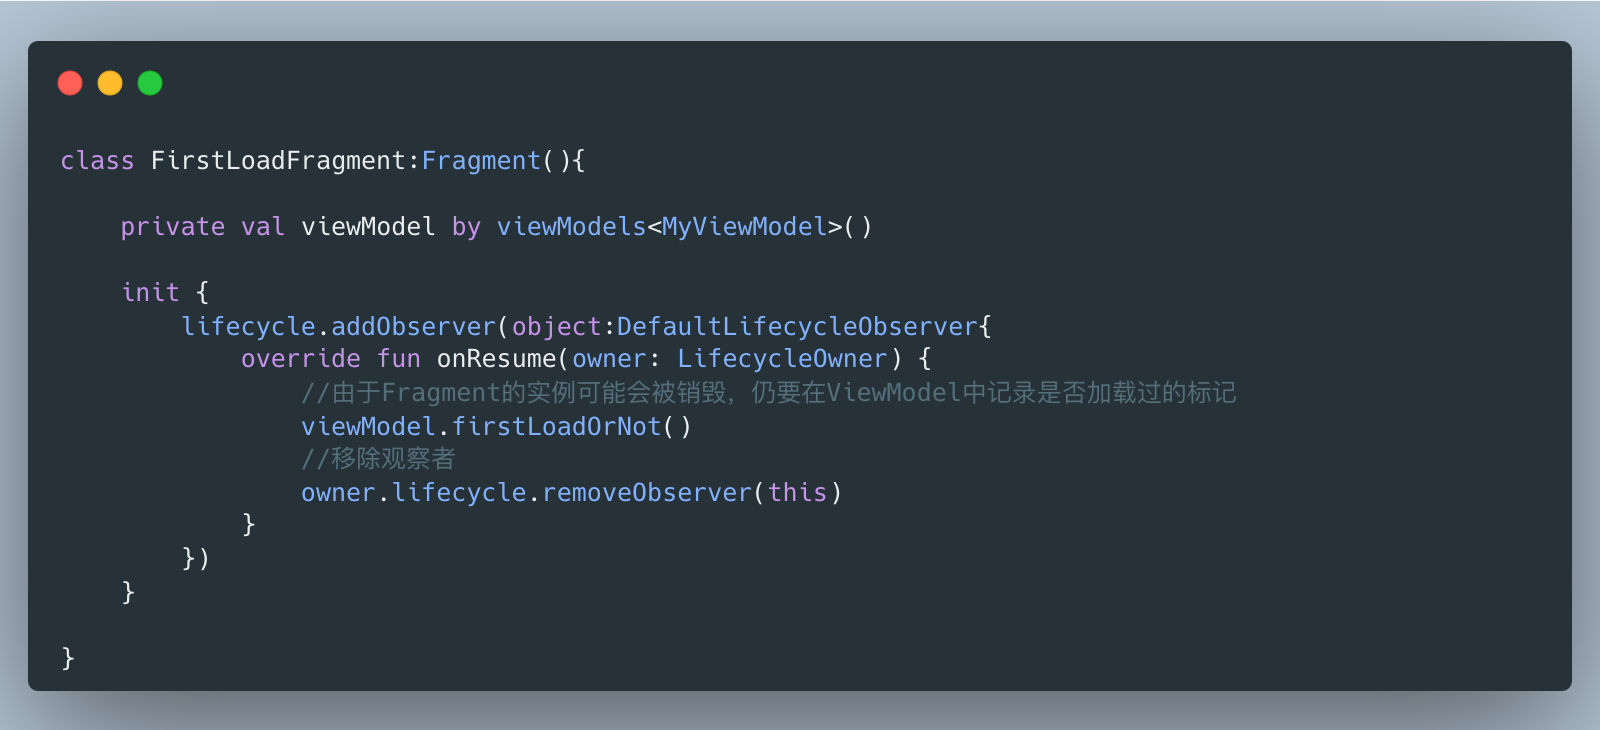 class FirstLoadFragment:Fragment(){
    private val viewModel by viewModels<MyViewModel>()
    init {
        lifecycle.addObserver(object:DefaultLifecycleObserver{
            override fun onResume(owner: LifecycleOwner) {
                //由于Fragment的实例可能会被销毁，仍要在ViewModel中记录是否加载过的标记
                viewModel.firstLoadOrNot()
                //移除观察者
                owner.lifecycle.removeObserver(this)
            }
        })
    }
}